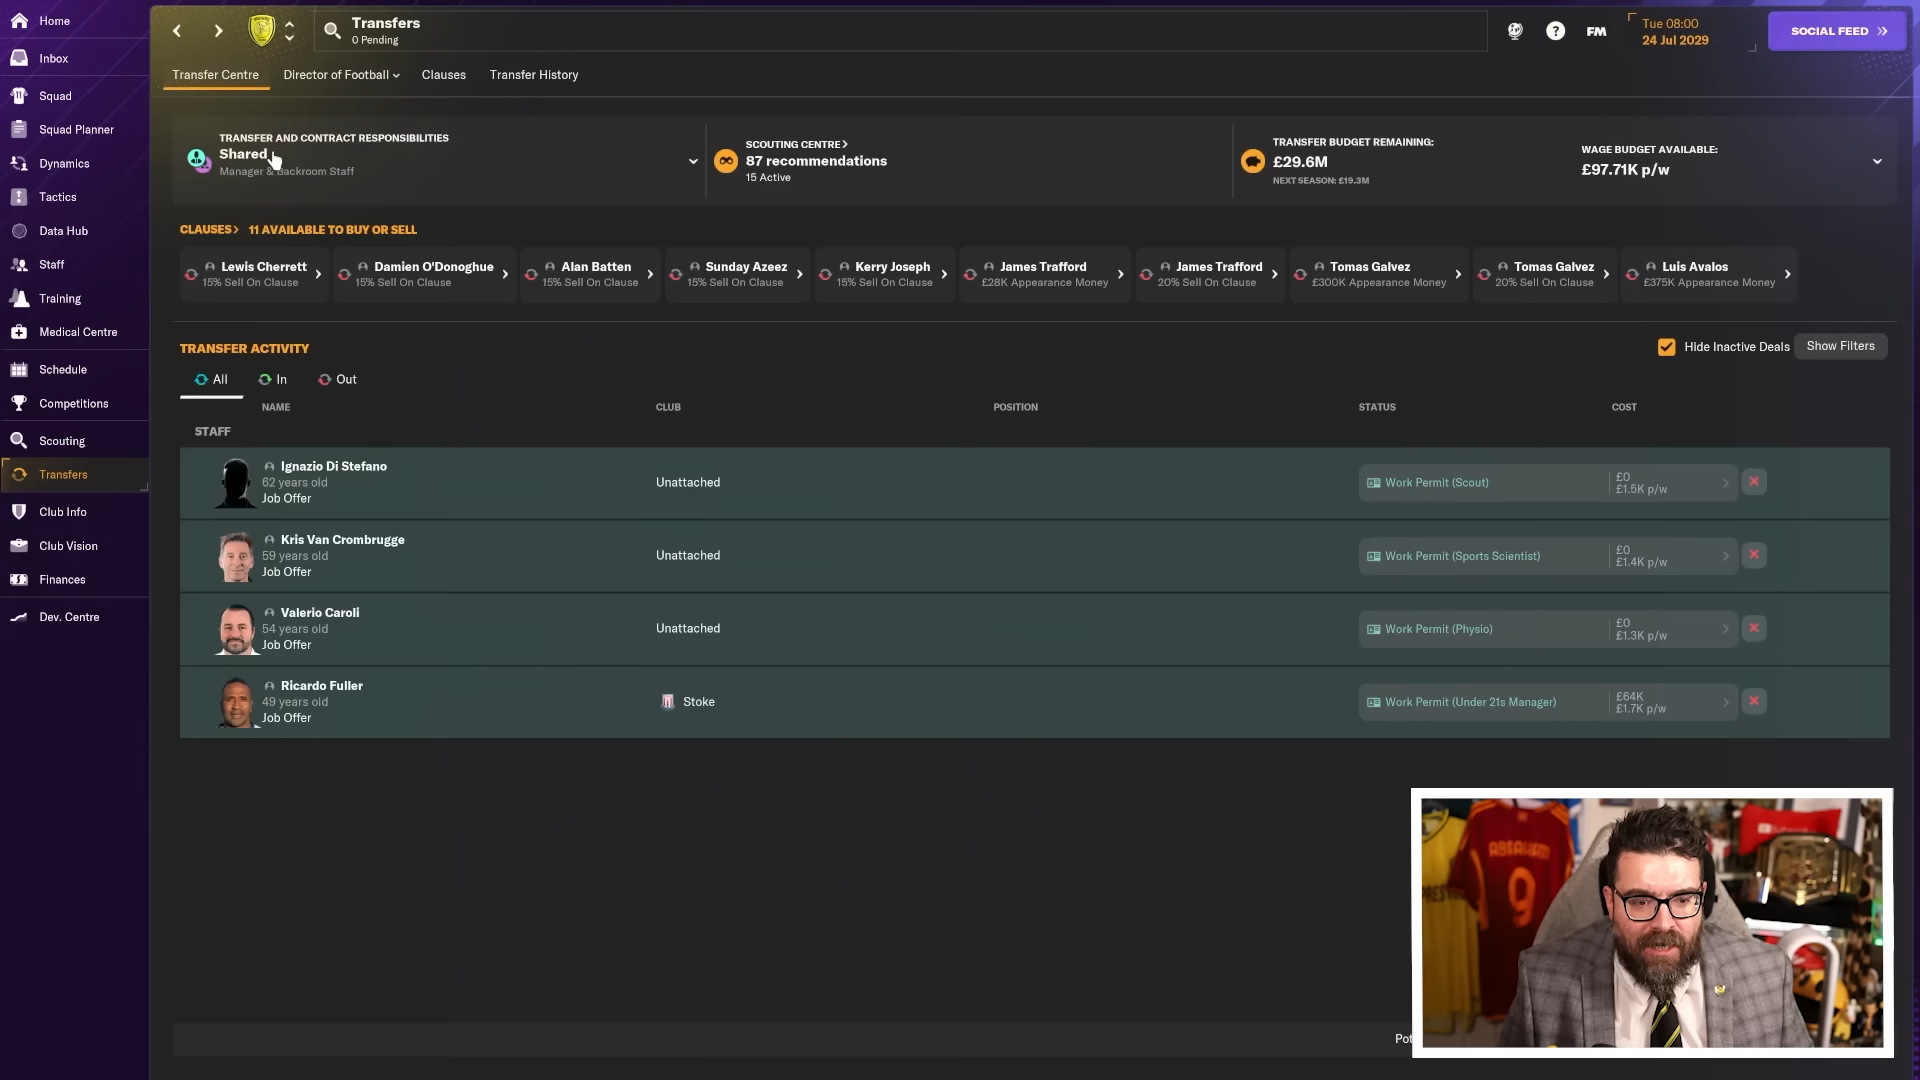 Home
Inbox
Squad
Squad Planner
Dynamics
Tactics
Data Hub
Staff
Training
Medical Centre
Schedule
Competitions
Scouting
Transfers
Club Info
Club Vision
Finances
Dev. Centre
Transfers
0 Pending
FM
Tue 08:00
24 Jul 2029
SOCIAL FEED
Transfer Centre
Director of Football
Clauses
Transfer History
TRANSFER AND CONTRACT RESPONSIBILITIES
Shared
Manager & Backroom Staff
SCOUTING CENTRE
87 recommendations
15 Active
TRANSFER BUDGET REMAINING:
£29.6M
NEXT SEASON: £19.3M
WAGE BUDGET AVAILABLE:
£97.71K p/w
CLAUSES 11 AVAILABLE TO BUY OR SELL
Lewis Cherrett
15% Sell On Clause
Damien O'Donoghue
15% Sell On Clause
Alan Batten
15% Sell On Clause
Sunday Azeez
15% Sell On Clause
Kerry Joseph
15% Sell On Clause
James Trafford
£28K Appearance Money
James Trafford
20% Sell On Clause
Tomas Galvez
£300K Appearance Money
Tomas Galvez
20% Sell On Clause
Luis Avalos
£375K Appearance Money
TRANSFER ACTIVITY
Hide Inactive Deals
Show Filters
All
In
Out
NAME CLUB POSITION STATUS COST
STAFF
Ignazio Di Stefano
62 years old
Job Offer
Unattached
Work Permit (Scout)
£0
£1.5K p/w
Kris Van Crombrugge
59 years old
Job Offer
Unattached
Work Permit (Sports Scientist)
£0
£1.4K p/w
Valerio Caroli
54 years old
Job Offer
Unattached
Work Permit (Physio)
£0
£1.3K p/w
Ricardo Fuller
49 years old
Job Offer
Stoke
Work Permit (Under 21s Manager)
£64K
£1.7K p/w
ABRAHAM
9